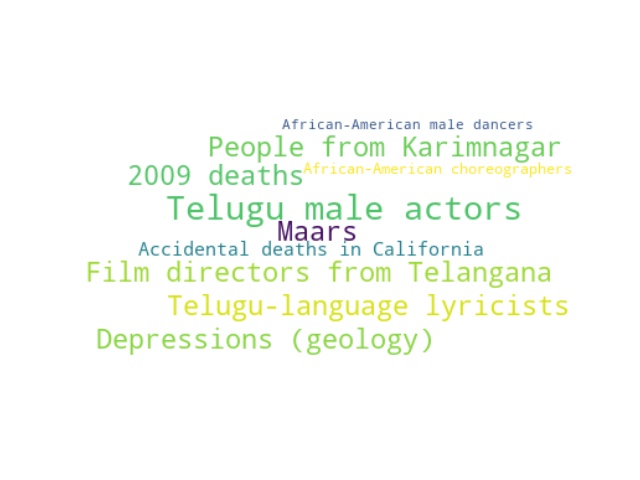 African-American male dancers
People from Karimnagar
African-American choreographers
2009 deaths
Telugu male actors
Maars
Accidental deaths in California
Film directors from Telangana
Telugu-language lyricists
Depressions (geology)